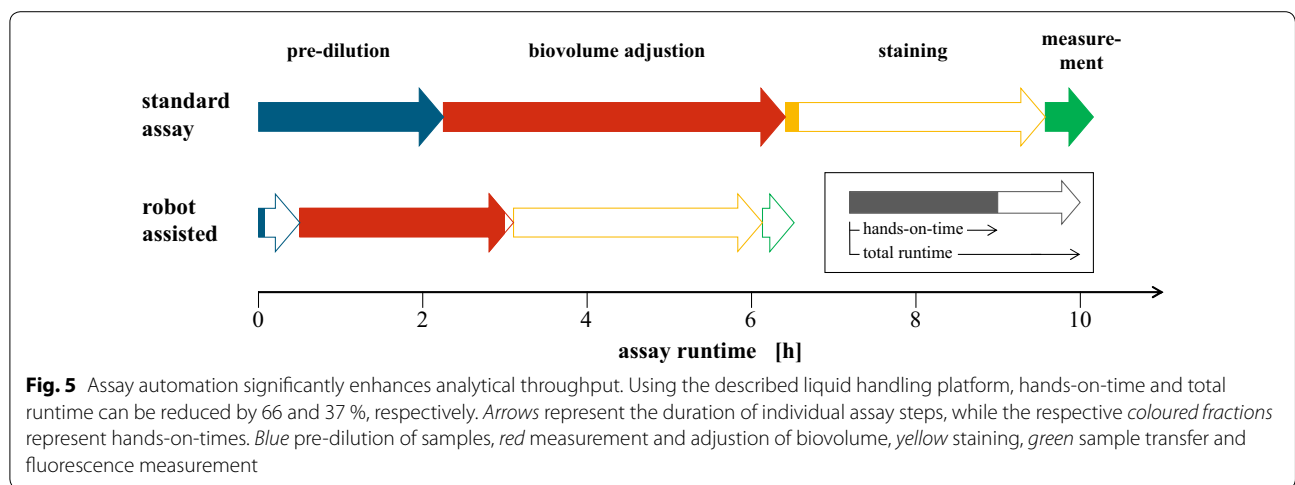 pre-dilution biovolume adjustion staining measure-
ment
standard
assay
robot
assisted
hands-on-time
total runtime
0 2 4 6 8 10
assay runtime [h]
Fig. 5 Assay automation significantly enhances analytical throughput. Using the described liquid handling platform, hands-on-time and total
runtime can be reduced by 66 and 37 %, respectively. Arrows represent the duration of individual assay steps, while the respective coloured fractions
represent hands-on-times. Blue pre-dilution of samples, red measurement and adjustion of biovolume, yellow staining, green sample transfer and
fluorescence measurement